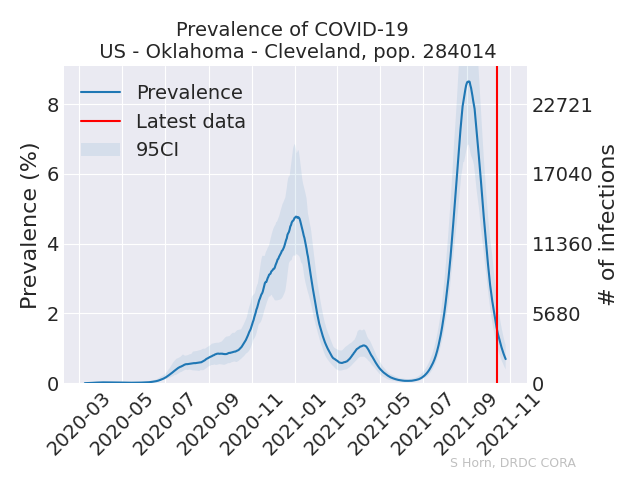 Prevalence of COVID-19
US - Oklahoma - Cleveland, pop. 284014
Prevalence
Latest data
95CI
Prevalence (%)
8
6
4
2
0
22721
17040
11360
5680
0
# of infections
2020-03
2020-05
2020-07
2020-09
2020-11
2021-01
2021-03
2021-05
2021-07
2021-09
2021-11
S Horn, DRDC CORA